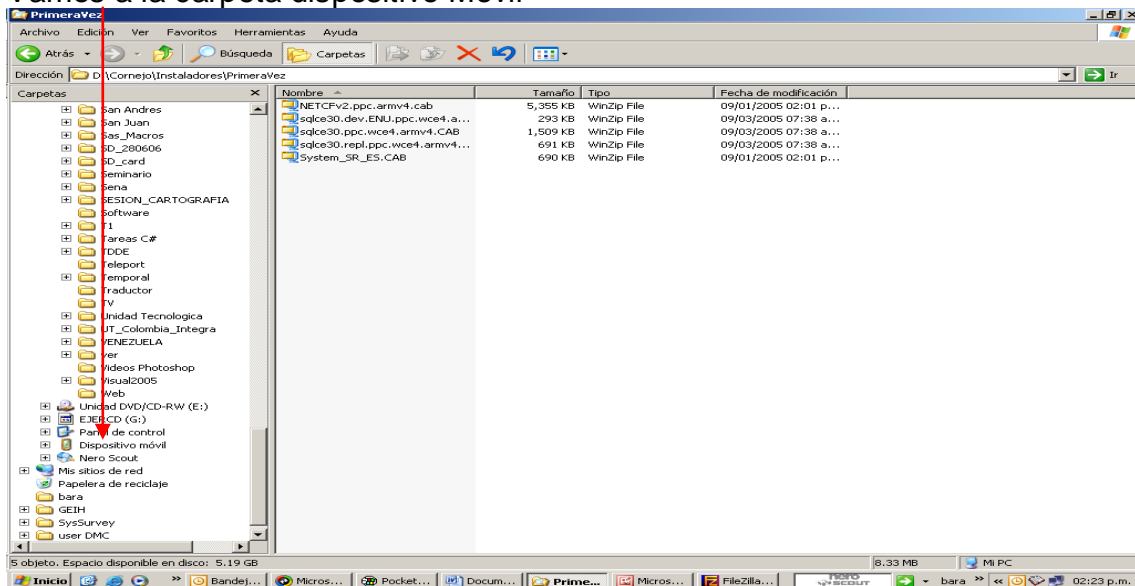 Vamos a la carpeta dispositivo Móvil
PrimeraVez
Archivo Edición Ver Favoritos Herramientas Ayuda
Atrás Búsqueda Carpetas
Dirección D:\Cornejo\Instaladores\PrimeraVez Ir
Carpetas
San Andres
San Juan
Sas_Macros
SD_280606
SD_card
Seminario
Sena
SESION_CARTOGRAFIA
Software
T1
Tareas C#
TDDE
Teleport
Temporal
Traductor
TV
Unidad Tecnologica
UT_Colombia_Integra
VENEZUELA
ver
Videos Photoshop
Visual2005
Web
Unidad DVD/CD-RW (E:)
EJERCD (G:)
Panel de control
Dispositivo móvil
Nero Scout
Mis sitios de red
Papelera de reciclaje
bara
GEIH
SysSurvey
user DMC
Nombre Tamaño Tipo Fecha de modificación
NETCFv2.ppc.armv4.cab 5,355 KB WinZip File 09/01/2005 02:01 p...
sqlce30.dev.ENU.ppc.wce4.a... 293 KB WinZip File 09/03/2005 07:38 a...
sqlce30.ppc.wce4.armv4.CAB 1,509 KB WinZip File 09/03/2005 07:38 a...
sqlce30.repl.ppc.wce4.armv4... 691 KB WinZip File 09/03/2005 07:38 a...
System_SR_ES.CAB 690 KB WinZip File 09/01/2005 02:01 p...
5 objeto. Espacio disponible en disco: 5.19 GB 8.33 MB Mi PC
Inicio » Bandej... Micros... Pocket... Docum... Prime... Micros... FileZilla... nero SCOUT bara » « 02:23 p.m.